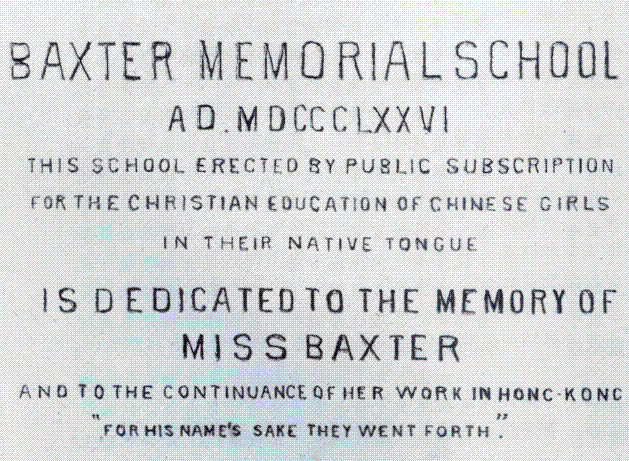 BAXTER MEMORIAL SCHOOL
AD. MDCCCLXXVI
THIS SCHOOL ERECTED BY PUBLIC SUBSCRIPTION
FOR THE CHRISTIAN EDUCATION OF CHINESE GIRLS
IN THEIR NATIVE TONGUE
IS DEDICATED TO THE MEMORY OF
MISS BAXTER
AND TO THE CONTINUANCE OF HER WORK IN HONG-KONG
"FOR HIS NAME'S SAKE THEY WENT FORTH".